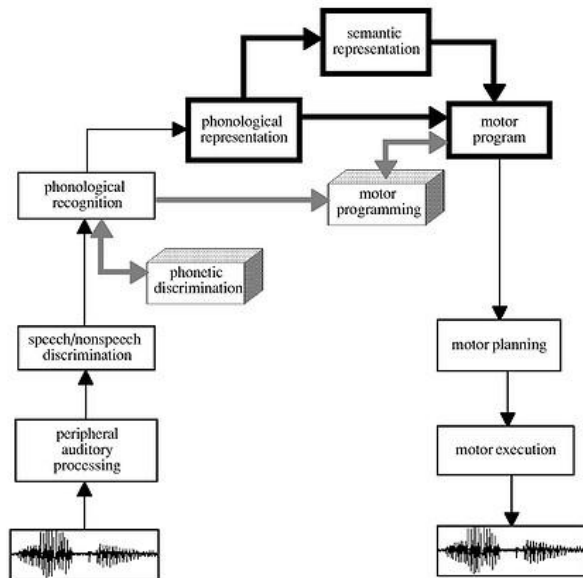 semantic
representation
phonological
representation
motor
program
phonological
recognition
motor
programming
phonetic
discrimination
speech/nonspeech
discrimination
motor planning
peripheral
auditory
processing
motor execution